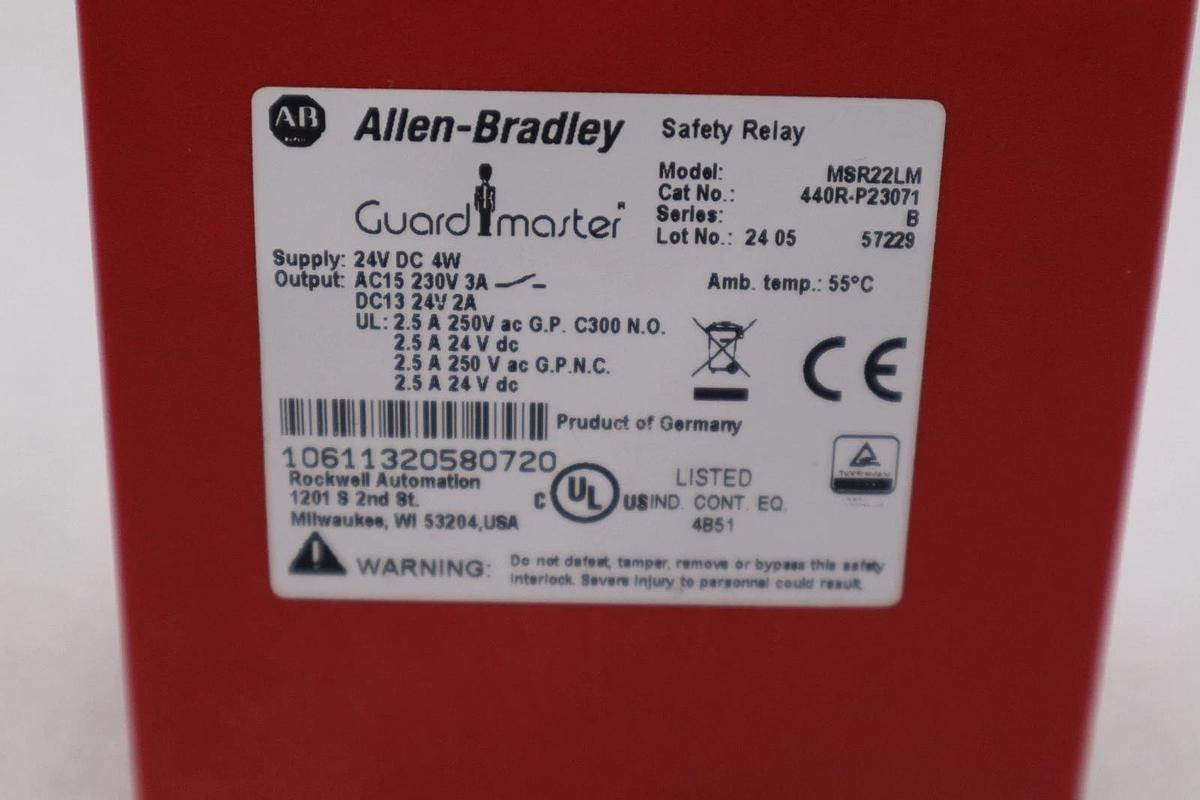 AB
Allen-Bradley
Safety Relay
Guardmaster R
Model: MSR22LM
Cat No.: 440R-P23071
Series: B
Lot No.: 24 05 57229
Supply: 24V DC 4W
Output: AC15 230V 3A
DC13 24V 2A
Amb. temp.: 55°C
UL: 2.5 A 250V ac G.P. C300 N.O.
2.5 A 24 V dc
2.5 A 250 V ac G.P.N.C.
2.5 A 24 V dc
CE
Pruduct of Germany
10611320580720
Rockwell Automation
1201 S 2nd St.
Milwaukee, WI 53204,USA
C UL US
LISTED
IND. CONT. EQ.
4B51
WARNING: Do not defeat, tamper, remove or bypass this safety
interlock. Severe Injury to personnel could result.